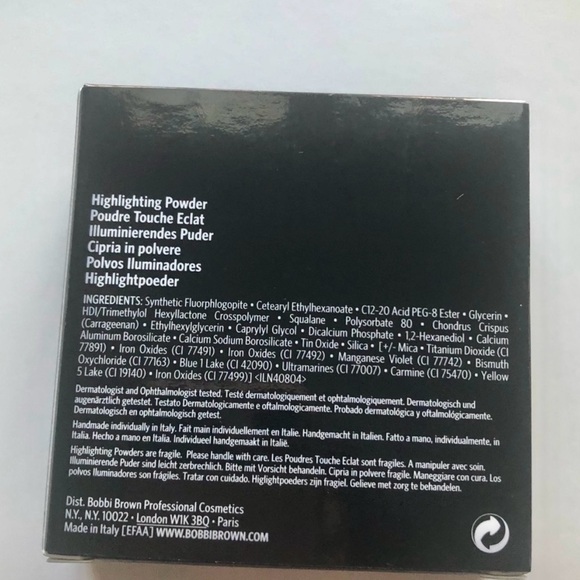 Highlighting Powder
Poudre Touche Eclat
Illuminierendes Puder
Cipria in polvere
Polvos Iluminadores
Highlightpoeder
INGREDIENTS: Synthetic Fluorphlogopite • Cetearyl Ethylhexanoate • C12-20 Acid PEG-8 Ester • Glycerin •
HDI/Trimethylol Hexyllactone Crosspolymer • Squalane • Polysorbate 80 • Chondrus Crispus
(Carrageenan) • Ethylhexylglycerin • Caprylyl Glycol • Dicalcium Phosphate • 1,2-Hexanediol • Calcium
Aluminum Borosilicate • Calcium Sodium Borosilicate • Tin Oxide • Silica • [+/- Mica • Titanium Dioxide (CI
77891) • Iron Oxides (CI 77491) • Iron Oxides (CI 77492) • Manganese Violet (CI 77742) • Bismuth
Oxychloride (CI 77163) • Blue 1 Lake (CI 42090) • Ultramarines (CI 77007) • Carmine (CI 75470) • Yellow
5 Lake (CI 19140) • Iron Oxides (CI 77499)] <ILN40804>
Dermatologist and Ophthalmologist tested. Testé dermatologiquement et ophtalmologiquement. Dermatologisch und
augenärztlich getestet. Testato Dermatologicamente e oftalmologicamente. Probado dermatológica y oftalmológicamente.
Dermatologisch en ophtalmologisch getest.
Handmade individually in Italy. Fait main individuellement en Italie. Handgemacht in Italien. Fatto a mano, individualmente, in
Italia. Hecho a mano en Italia. Individueel handgemaakt in Italië.
Highlighting Powders are fragile. Please handle with care. Les Poudres Touche Eclat sont fragiles. A manipuler avec soin.
Illuminierende Puder sind leicht zerbrechlich. Bitte mit Vorsicht behandeln. Cipria in polvere fragile. Maneggiare con cura. Los
polvos Iluminadores son frágiles. Tratar con cuidado. Higlightpoeders zijn fragiel. Gelieve met zorg te behandelen.
Dist. Bobbi Brown Professional Cosmetics
N.Y., N.Y. 10022 • London W1K 3BQ • Paris
Made in Italy [EFAA] WWW.BOBBIBROWN.COM